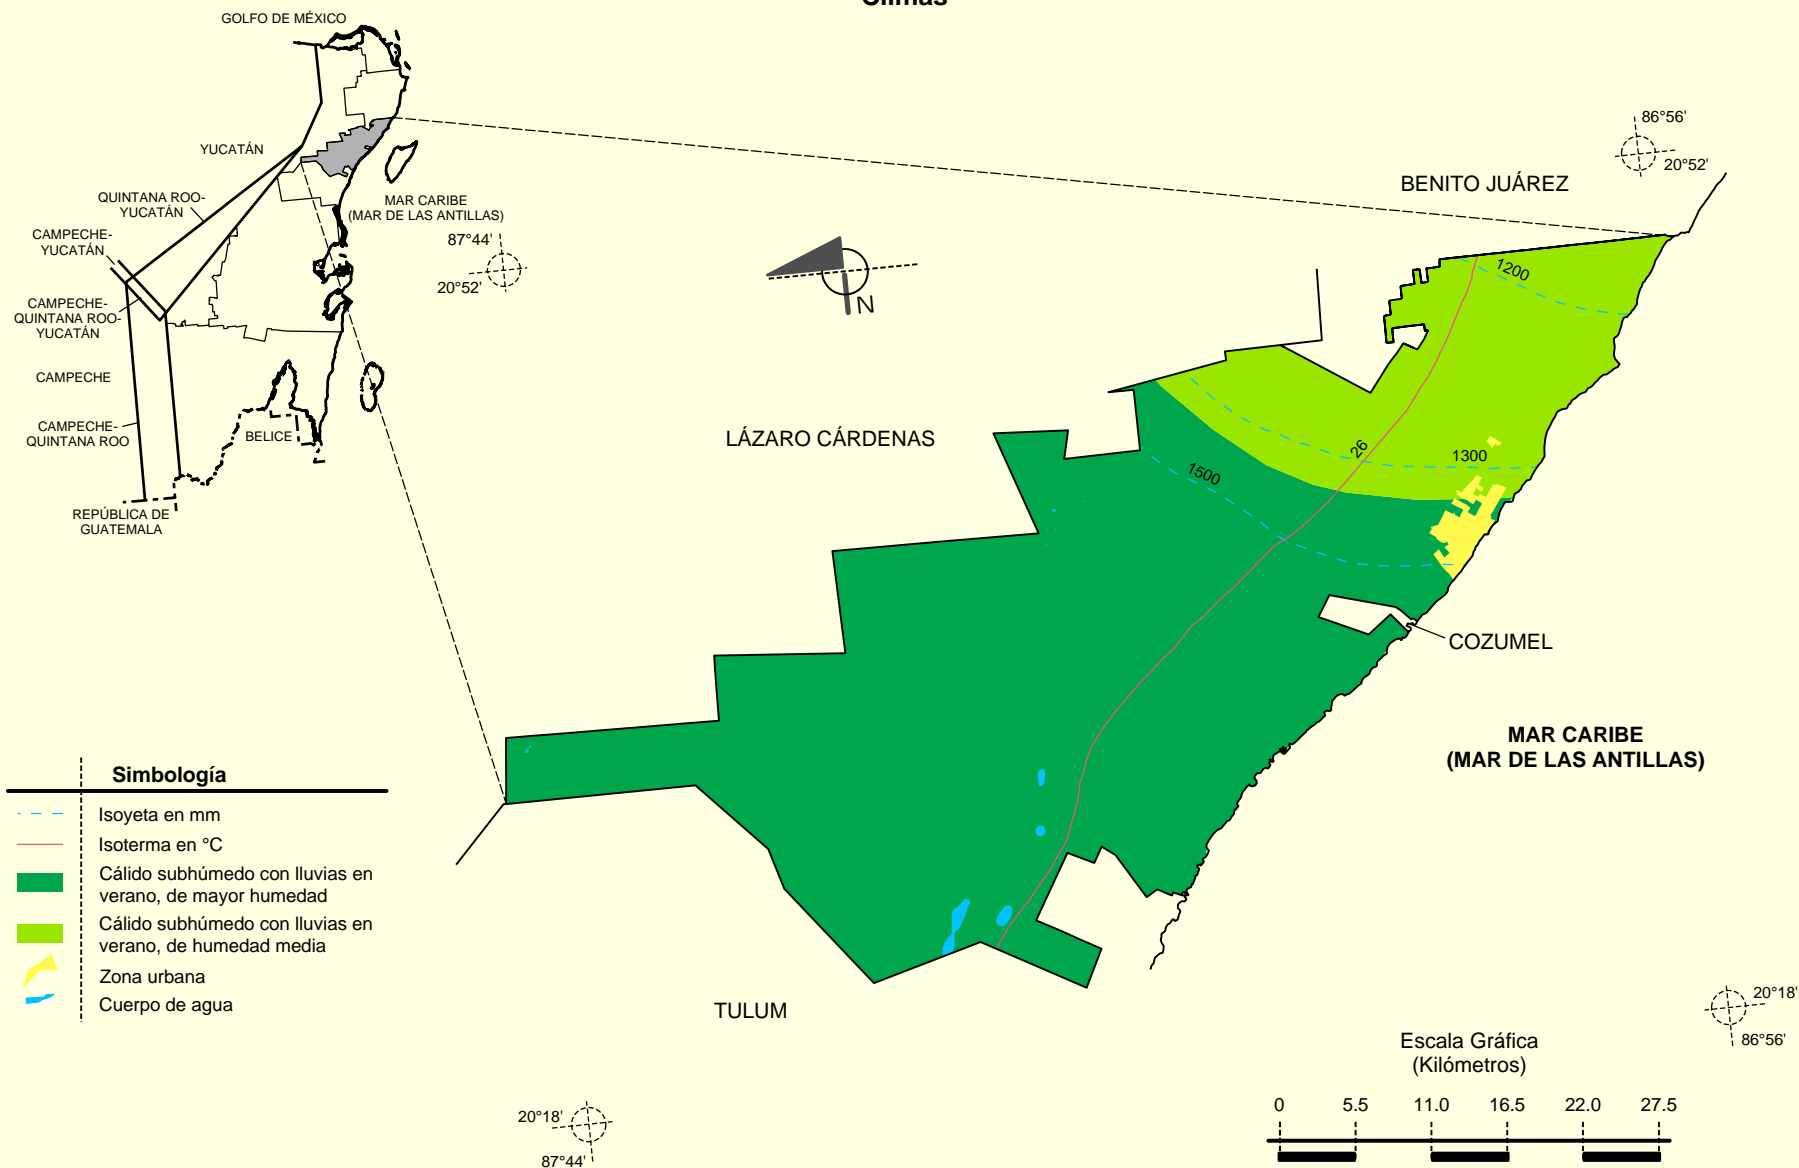 Climas
GOLFO DE MÉXICO
YUCATÁN
QUINTANA ROO-
YUCATÁN
CAMPECHE-
YUCATÁN
CAMPECHE-
QUINTANA ROO-
YUCATÁN
CAMPECHE
CAMPECHE-
QUINTANA ROO
BELICE
REPÚBLICA DE
GUATEMALA
MAR CARIBE
(MAR DE LAS ANTILLAS)
87°44'
20°52'
N
86°56'
20°52'
BENITO JUÁREZ
1200
LÁZARO CÁRDENAS
26
1300
1500
COZUMEL
MAR CARIBE
(MAR DE LAS ANTILLAS)
TULUM
Simbología
Isoyeta en mm
Isoterma en °C
Cálido subhúmedo con lluvias en
verano, de mayor humedad
Cálido subhúmedo con lluvias en
verano, de humedad media
Zona urbana
Cuerpo de agua
20°18'
86°56'
20°18'
87°44'
Escala Gráfica
(Kilómetros)
0 5.5 11.0 16.5 22.0 27.5